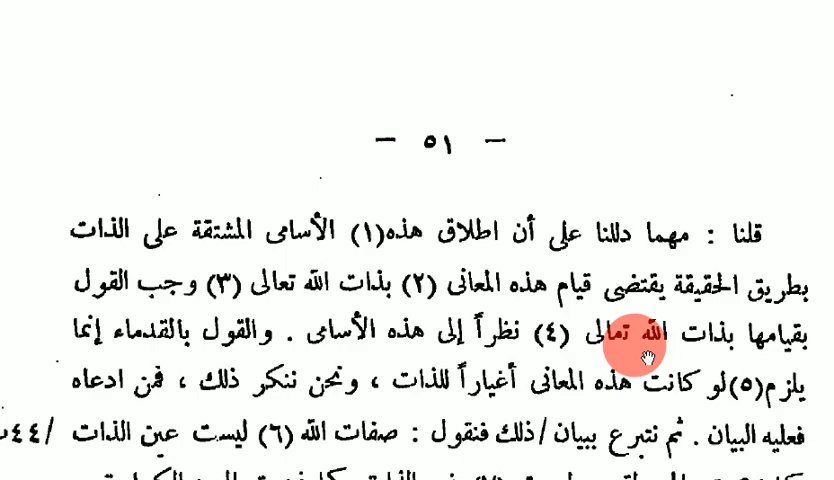 — ٥١ —
قلنا : مهما دللنا على أن اطلاق هذه(١) الأسامى المشتقة على الذات
بطريق الحقيقة يقتضى قيام هذه المعانى (٢) بذات الله تعالى (٣) وجب القول
بقيامها بذات الله تعالى (٤) نظراً إلى هذه الأسامى . والقول بالقدماء إنما
يلزم(٥)لو كانت هذه المعانى أغياراً للذات ، ونحن ننكر ذلك ، فمن ادعاه
فعليه البيان . ثم نتبرع ببيان /ذلك فنقول : صفات الله (٦) ليست عين الذات /٤٤